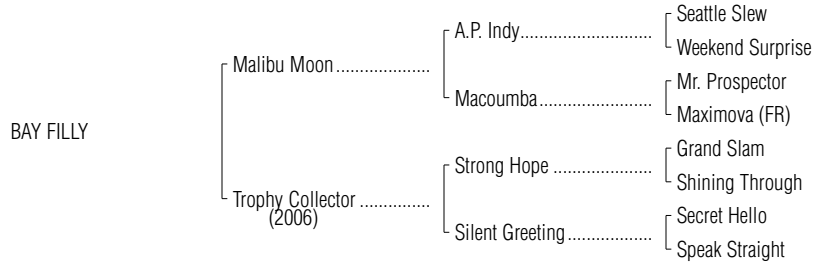 Seattle Slew
A.P. Indy............................
Weekend Surprise
Malibu Moon....................
Mr. Prospector
Macoumba........................
Maximova (FR)
BAY FILLY
Grand Slam
Strong Hope .....................
Shining Through
Trophy Collector ...............
(2006)
Secret Hello
Silent Greeting..................
Speak Straight